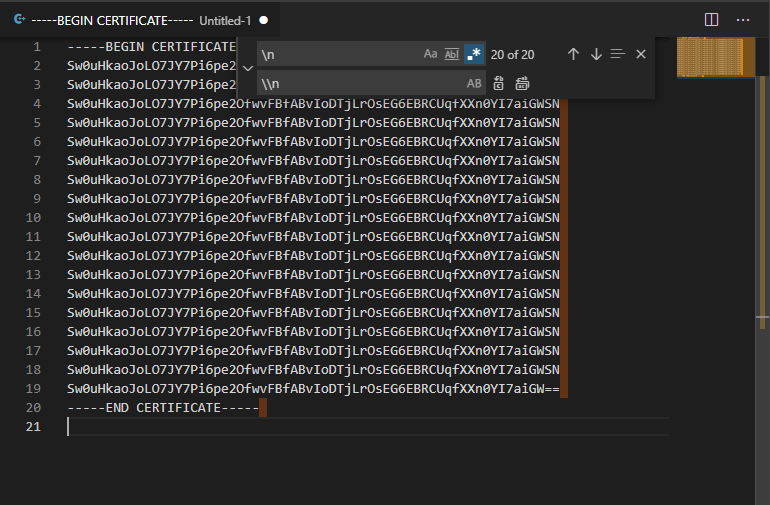 -----BEGIN CERTIFICATE----- Untitled-1
1 -----BEGIN CERTIFICATE
\n Aa Abl .* 20 of 20
2 Sw0uHkaoJoLO7JY7Pi6pe2
3 Sw0uHkaoJoLO7JY7Pi6pe2
\\n AB
4 Sw0uHkaoJoLO7JY7Pi6pe2OfwvFBfABvIoDTjLrOsEG6EBRCUqfXXn0YI7aiGWSN
5 Sw0uHkaoJoLO7JY7Pi6pe2OfwvFBfABvIoDTjLrOsEG6EBRCUqfXXn0YI7aiGWSN
6 Sw0uHkaoJoLO7JY7Pi6pe2OfwvFBfABvIoDTjLrOsEG6EBRCUqfXXn0YI7aiGWSN
7 Sw0uHkaoJoLO7JY7Pi6pe2OfwvFBfABvIoDTjLrOsEG6EBRCUqfXXn0YI7aiGWSN
8 Sw0uHkaoJoLO7JY7Pi6pe2OfwvFBfABvIoDTjLrOsEG6EBRCUqfXXn0YI7aiGWSN
9 Sw0uHkaoJoLO7JY7Pi6pe2OfwvFBfABvIoDTjLrOsEG6EBRCUqfXXn0YI7aiGWSN
10 Sw0uHkaoJoLO7JY7Pi6pe2OfwvFBfABvIoDTjLrOsEG6EBRCUqfXXn0YI7aiGWSN
11 Sw0uHkaoJoLO7JY7Pi6pe2OfwvFBfABvIoDTjLrOsEG6EBRCUqfXXn0YI7aiGWSN
12 Sw0uHkaoJoLO7JY7Pi6pe2OfwvFBfABvIoDTjLrOsEG6EBRCUqfXXn0YI7aiGWSN
13 Sw0uHkaoJoLO7JY7Pi6pe2OfwvFBfABvIoDTjLrOsEG6EBRCUqfXXn0YI7aiGWSN
14 Sw0uHkaoJoLO7JY7Pi6pe2OfwvFBfABvIoDTjLrOsEG6EBRCUqfXXn0YI7aiGWSN
15 Sw0uHkaoJoLO7JY7Pi6pe2OfwvFBfABvIoDTjLrOsEG6EBRCUqfXXn0YI7aiGWSN
16 Sw0uHkaoJoLO7JY7Pi6pe2OfwvFBfABvIoDTjLrOsEG6EBRCUqfXXn0YI7aiGWSN
17 Sw0uHkaoJoLO7JY7Pi6pe2OfwvFBfABvIoDTjLrOsEG6EBRCUqfXXn0YI7aiGWSN
18 Sw0uHkaoJoLO7JY7Pi6pe2OfwvFBfABvIoDTjLrOsEG6EBRCUqfXXn0YI7aiGWSN
19 Sw0uHkaoJoLO7JY7Pi6pe2OfwvFBfABvIoDTjLrOsEG6EBRCUqfXXn0YI7aiGW==
20 -----END CERTIFICATE-----
21